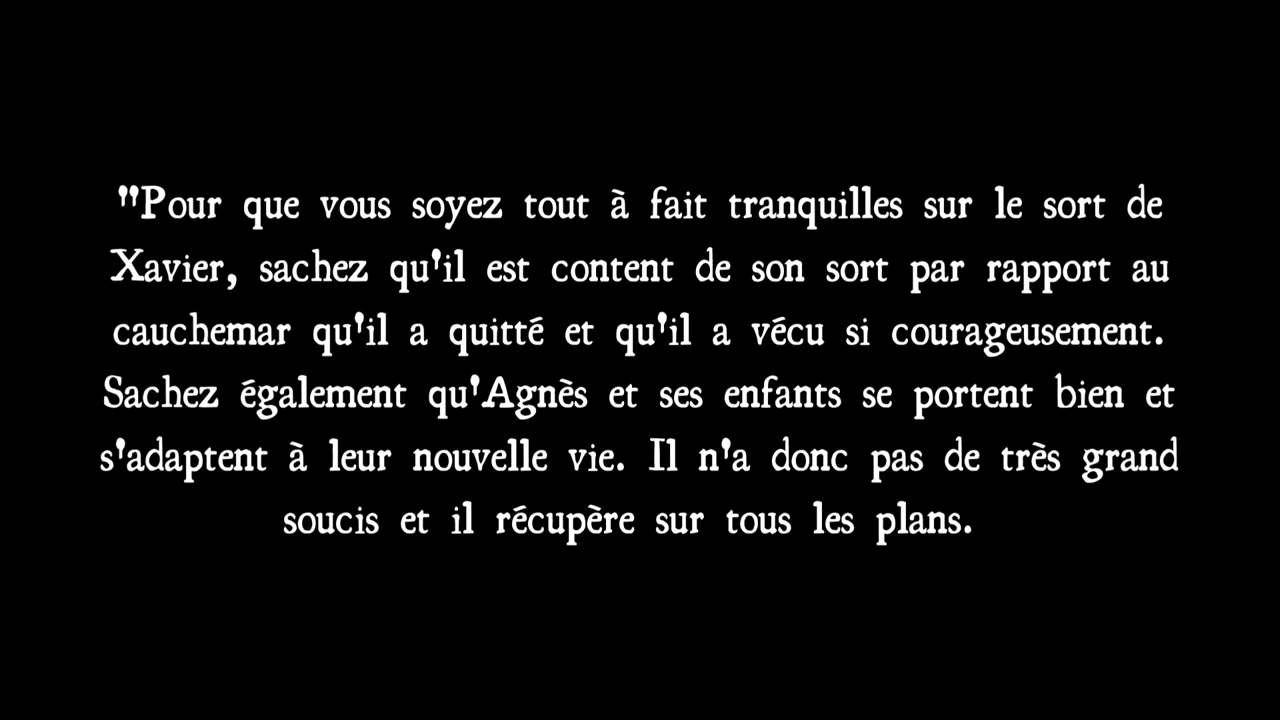 "Pour que vous soyez tout à fait tranquilles sur le sort de
Xavier, sachez qu'il est content de son sort par rapport au
cauchemar qu'il a quitté et qu'il a vécu si courageusement.
Sachez également qu'Agnès et ses enfants se portent bien et
s'adaptent à leur nouvelle vie. Il n'a donc pas de très grand
soucis et il récupère sur tous les plans.